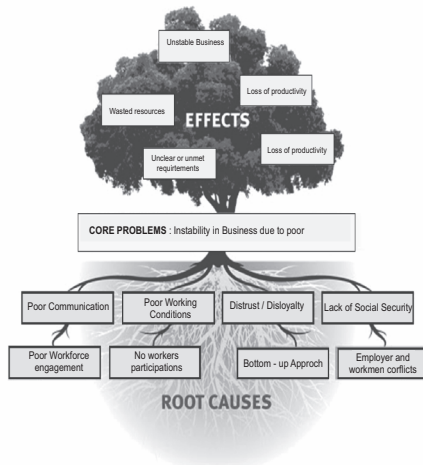 Unstable Business
Loss of productivity
Wasted resources
EFFECTS
Loss of productivity
Unclear or unmet
requirtements
CORE PROBLEMS : Instability in Business due to poor
Poor Communication
Poor Working
Conditions
Distrust / Disloyalty
Lack of Social Security
Poor Workforce
engagement
No workers
participations
Bottom - up Approch
Employer and
workmen conflicts
ROOT CAUSES